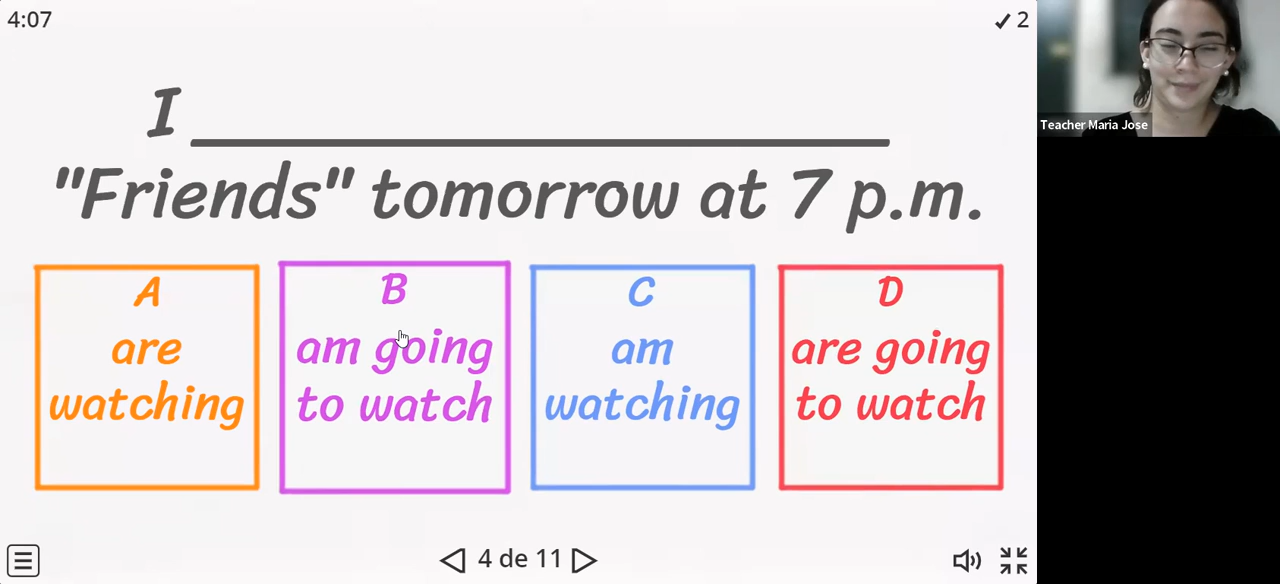 4:07
✓ 2
Teacher Maria Jose
I ____________________
"Friends" tomorrow at 7 p.m.
A
are
watching
B
am going
to watch
C
am
watching
D
are going
to watch
4 de 11